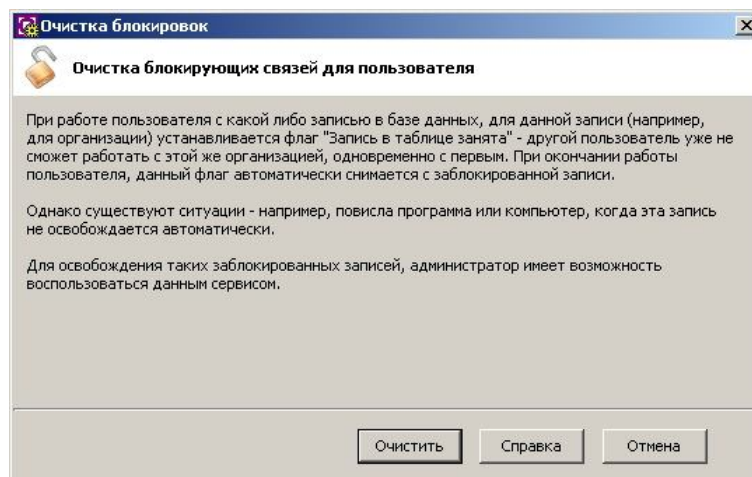 Очистка блокировок
Очистка блокирующих связей для пользователя
При работе пользователя с какой либо записью в базе данных, для данной записи (например,
для организации) устанавливается флаг "Запись в таблице занята" - другой пользователь уже не
сможет работать с этой же организацией, одновременно с первым. При окончании работы
пользователя, данный флаг автоматически снимается с заблокированной записи.
Однако существуют ситуации - например, повисла программа или компьютер, когда эта запись
не освобождается автоматически.
Для освобождения таких заблокированных записей, администратор имеет возможность
воспользоваться данным сервисом.
Очистить Справка Отмена